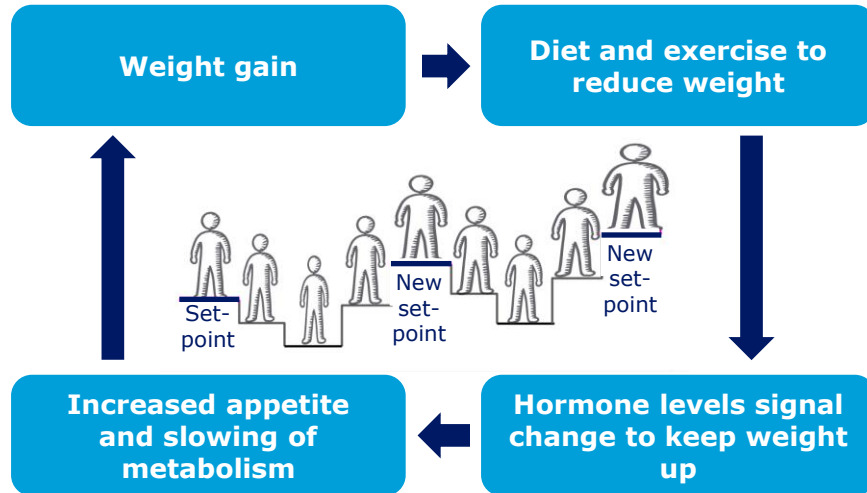 Weight gain
Diet and exercise to
reduce weight
Set-
point
New
set-
point
New
set-
point
Increased appetite
and slowing of
metabolism
Hormone levels signal
change to keep weight
up